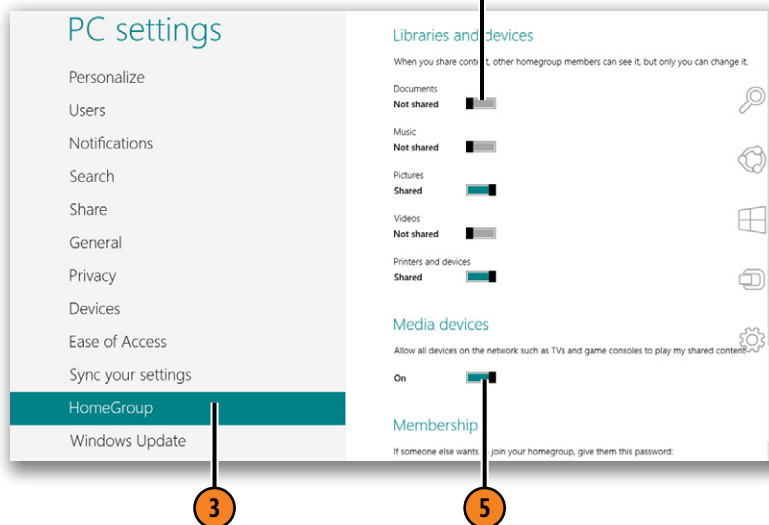 PC settings
Personalize
Users
Notifications
Search
Share
General
Privacy
Devices
Ease of Access
Sync your settings
HomeGroup
Windows Update
Libraries and devices
When you share content, other homegroup members can see it, but only you can change it.
Documents
Not shared
Music
Not shared
Pictures
Shared
Videos
Not shared
Printers and devices
Shared
Media devices
Allow all devices on the network such as TVs and game consoles to play my shared content
On
Membership
If someone else wants to join your homegroup, give them this password:
3
5